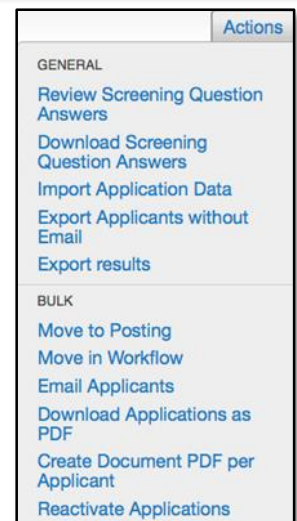 Actions
GENERAL
Review Screening Question
Answers
Download Screening
Question Answers
Import Application Data
Export Applicants without
Email
Export results
BULK
Move to Posting
Move in Workflow
Email Applicants
Download Applications as
PDF
Create Document PDF per
Applicant
Reactivate Applications